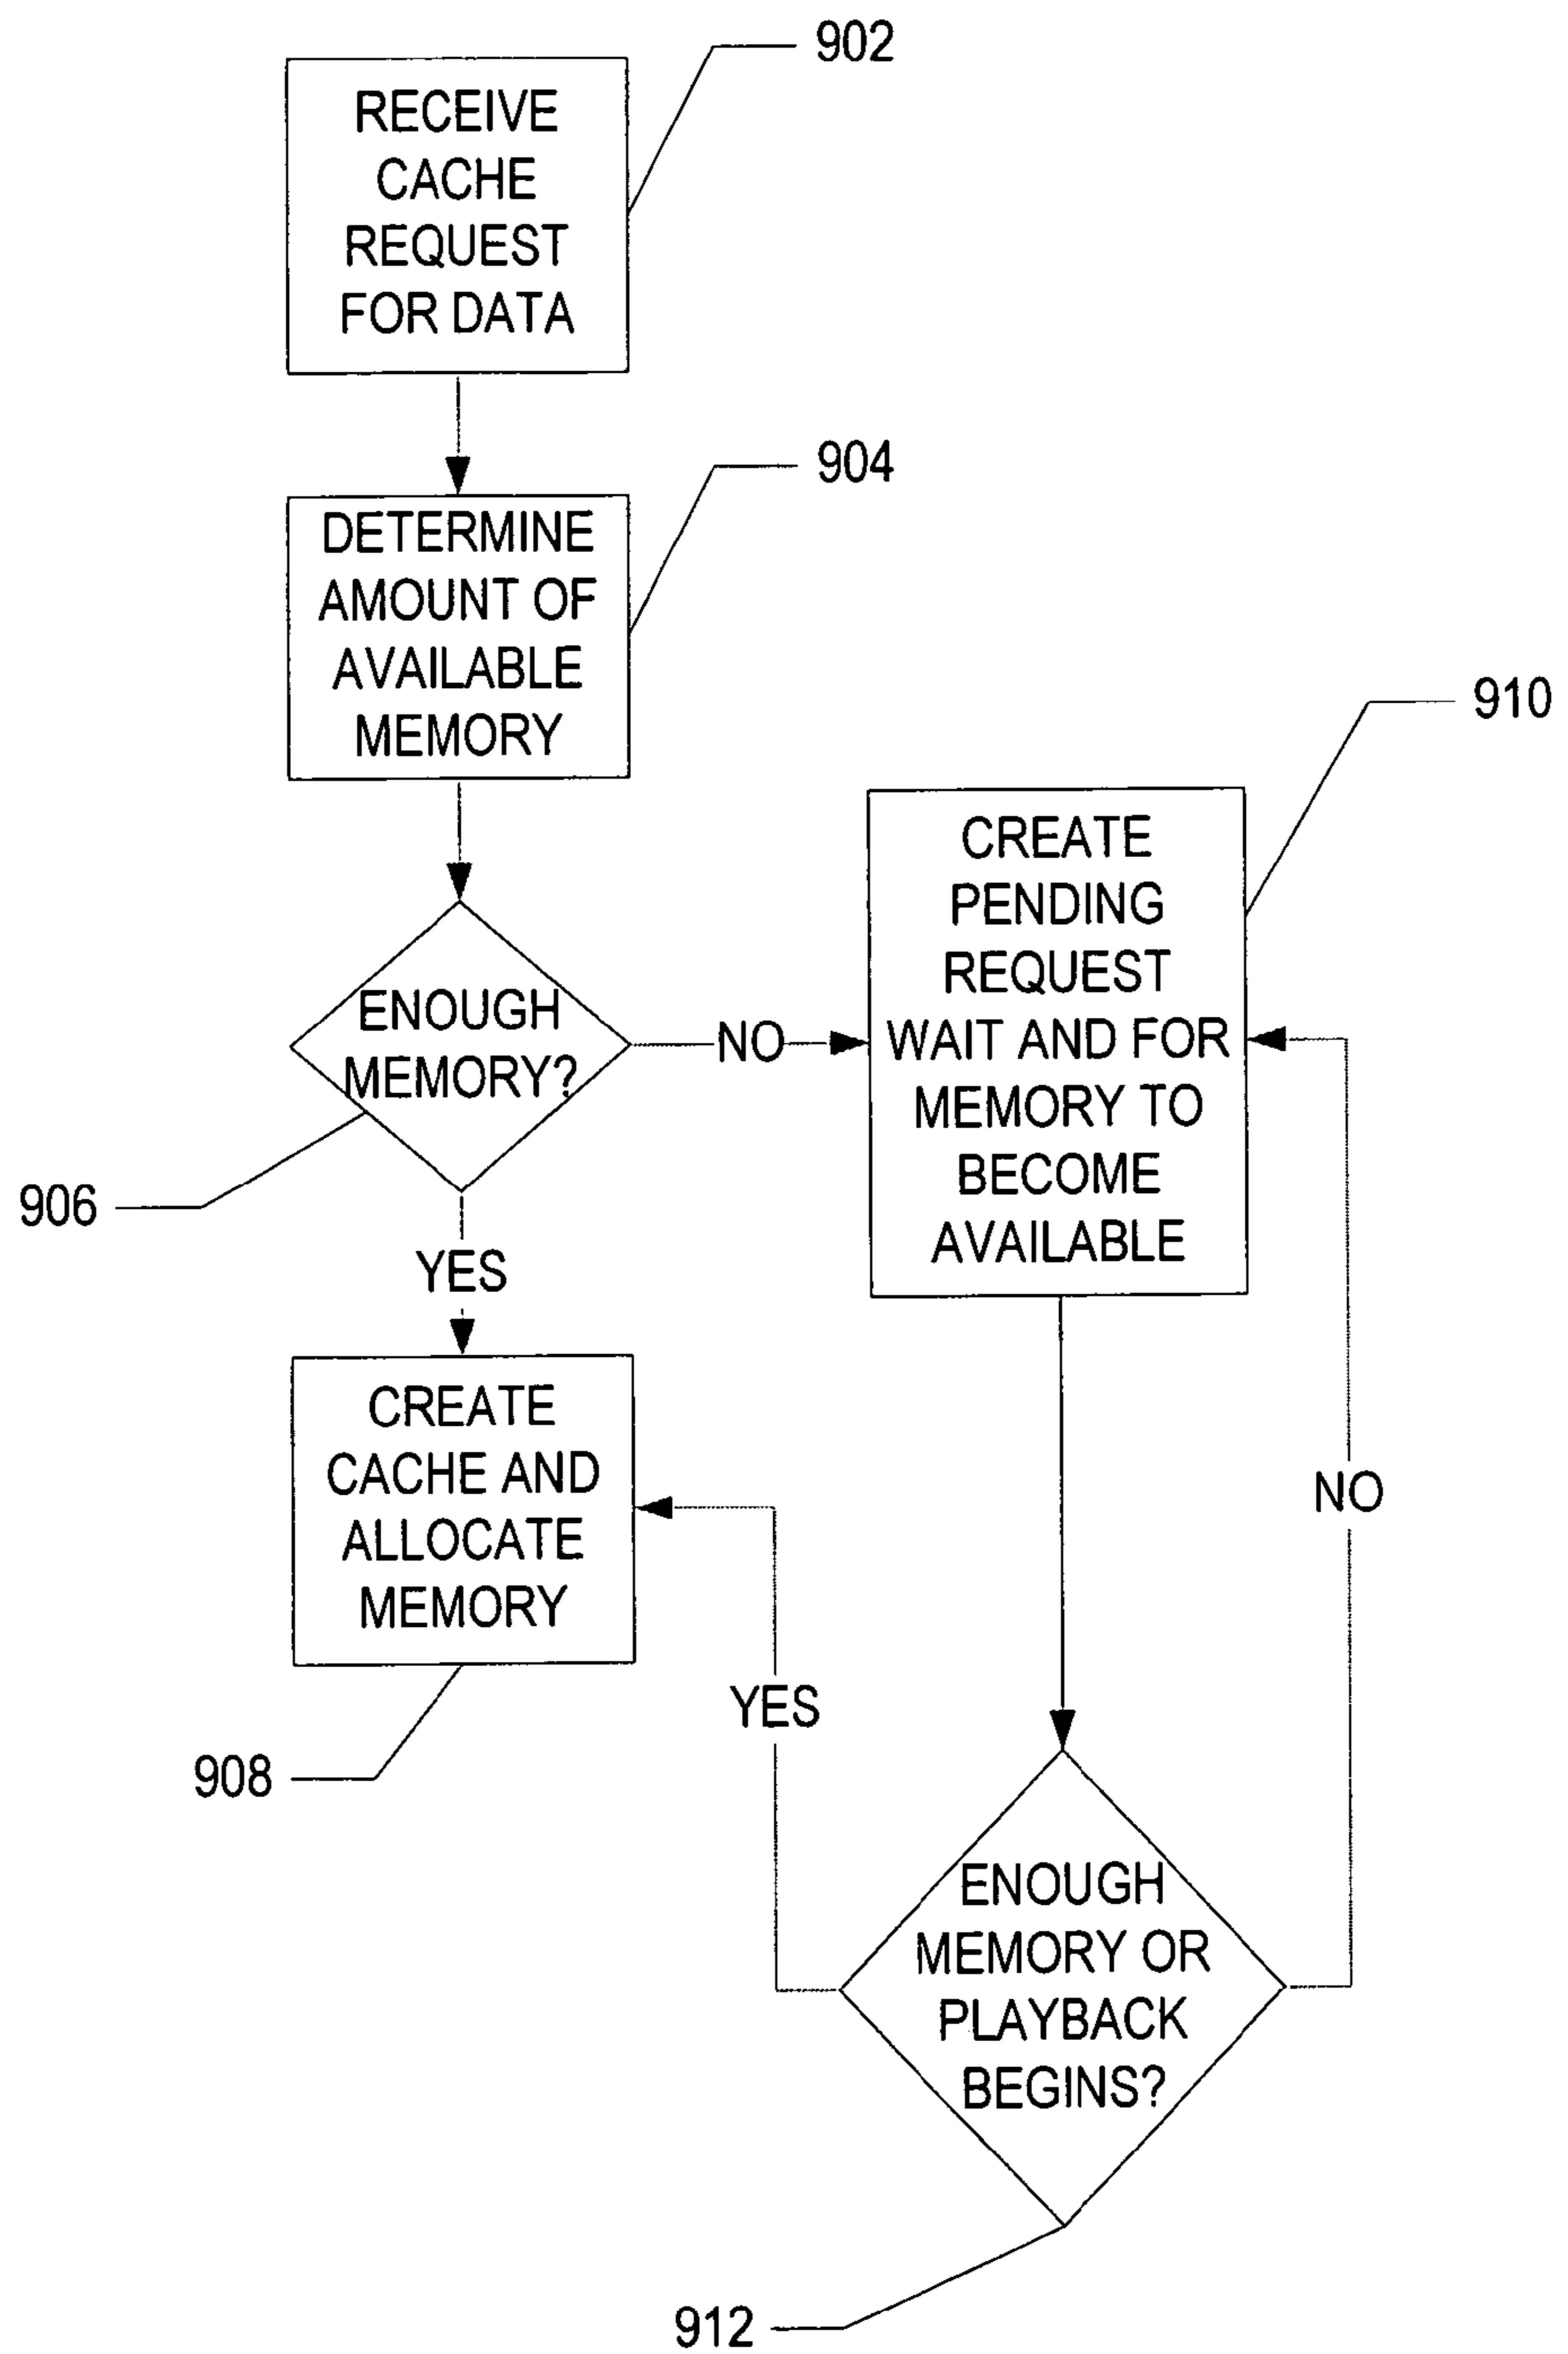 902
RECEIVE
CACHE
REQUEST
FOR DATA
904
DETERMINE
AMOUNT OF
AVAILABLE
MEMORY
910
CREATE
PENDING
REQUEST
WAIT AND FOR
MEMORY TO
BECOME
AVAILABLE
ENOUGH
MEMORY?
NO
906
YES
CREATE
CACHE AND
ALLOCATE
MEMORY
NO
YES
908
ENOUGH
MEMORY OR
PLAYBACK
BEGINS?
912